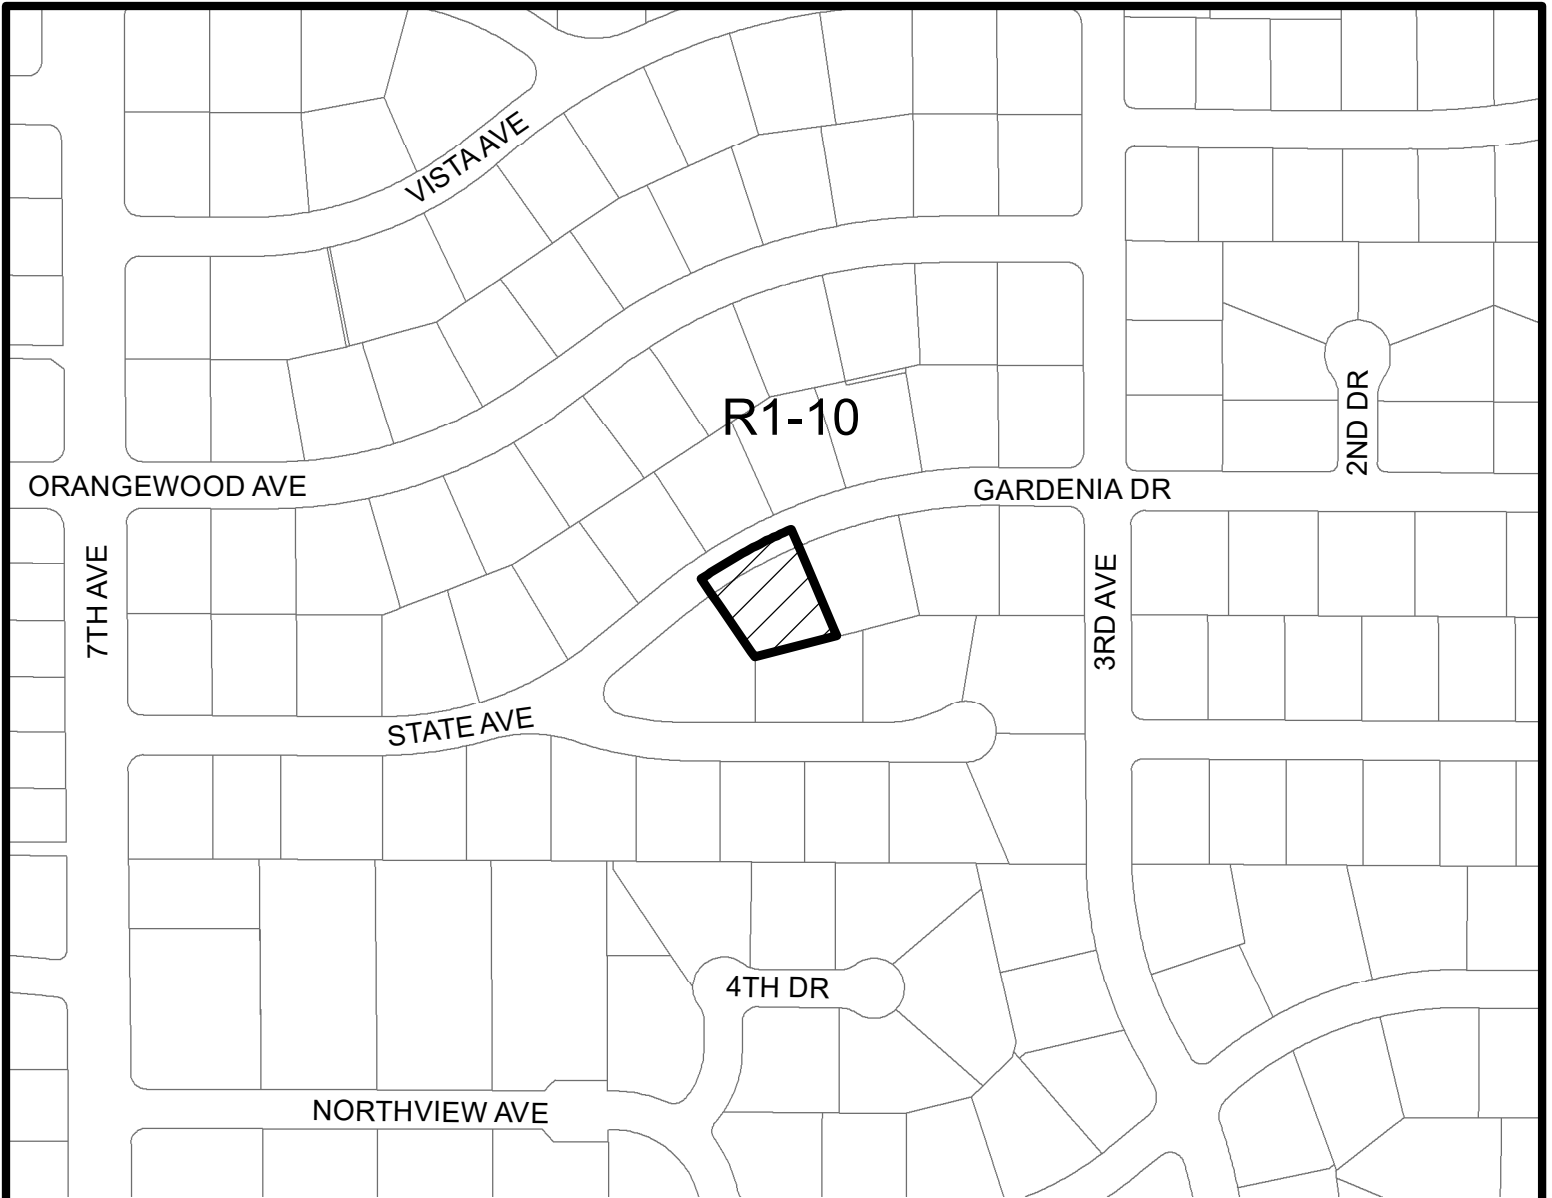 VISTA AVE
R1-10
2ND DR
ORANGEWOOD AVE
GARDENIA DR
7TH AVE
3RD AVE
STATE AVE
4TH DR
NORTHVIEW AVE